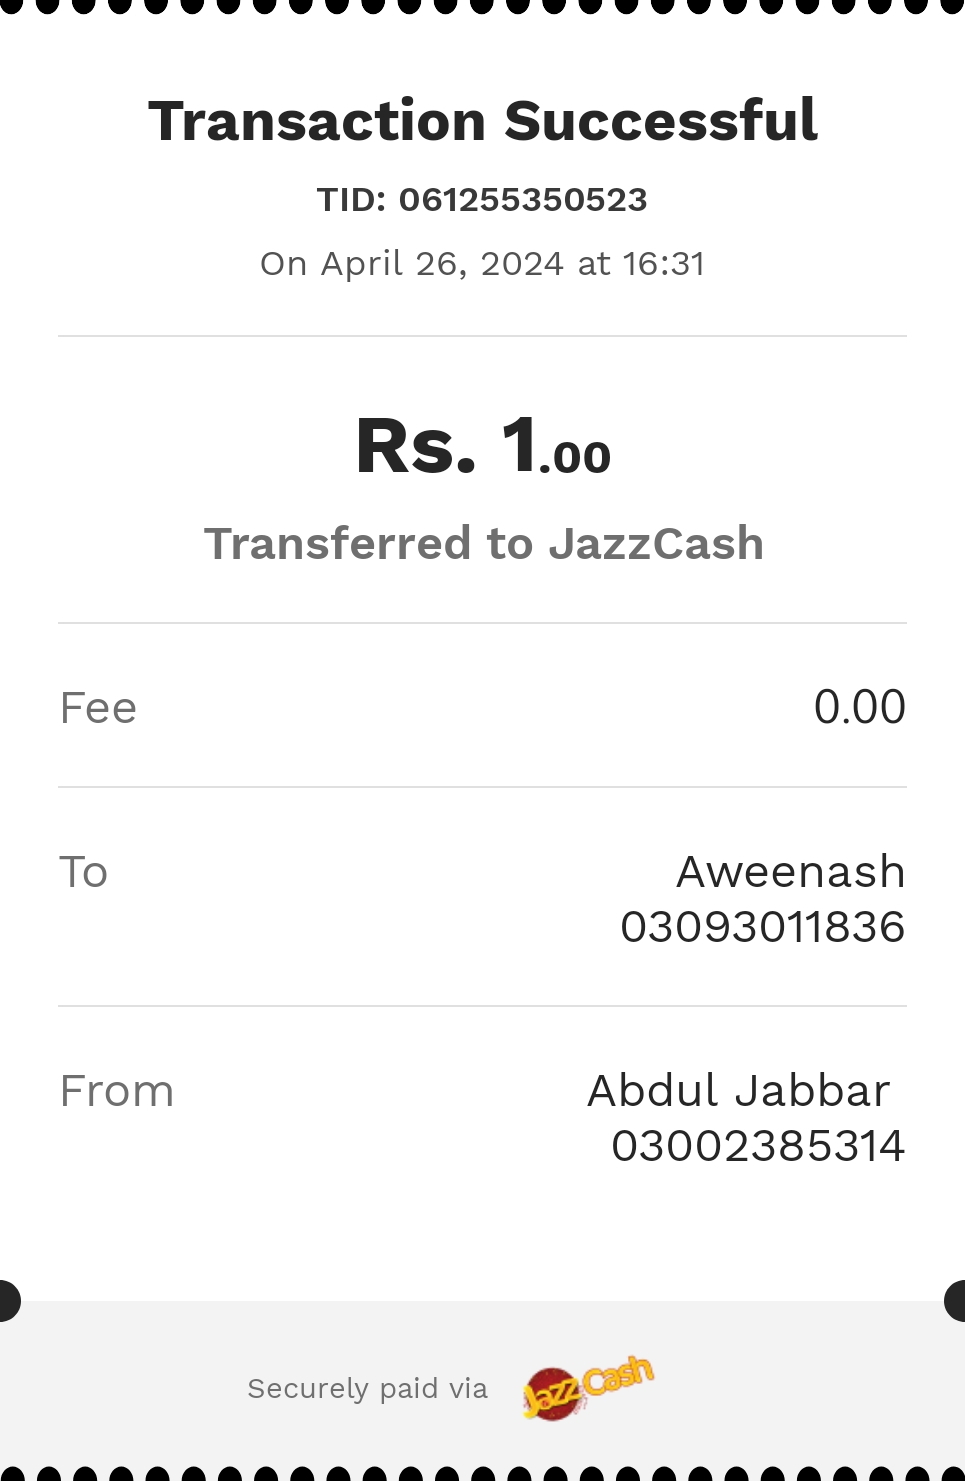 Transaction Successful
TID: 061255350523
On April 26, 2024 at 16:31
Rs. 1.00
Transferred to JazzCash
Fee 0.00
To Aweenash
03093011836
From Abdul Jabbar
03002385314
Securely paid via JazzCash